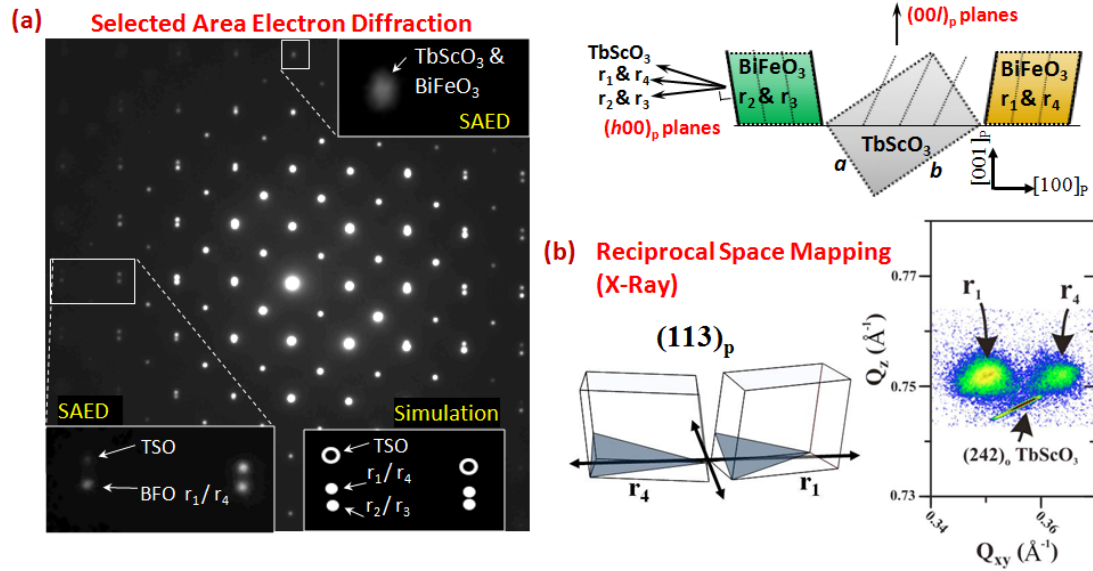 (a) Selected Area Electron Diffraction
TbScO₃ &
BiFeO₃
SAED
SAED
TSO
BFO r₁/ r₄
Simulation
TSO
r₁/ r₄
r₂/ r₃
(00l)ₚ planes
TbScO₃
r₁ & r₄
r₂ & r₃
(h00)ₚ planes
BiFeO₃
r₂ & r₃
TbScO₃
a
b
BiFeO₃
r₁ & r₄
[001]ₚ
[100]ₚ
(b) Reciprocal Space Mapping
(X-Ray)
(113)ₚ
r₄
r₁
0.77
0.75
0.73
Q_z (Å⁻¹)
r₁
r₄
(242)ₒ TbScO₃
0.34
0.36
Q_xy (Å⁻¹)